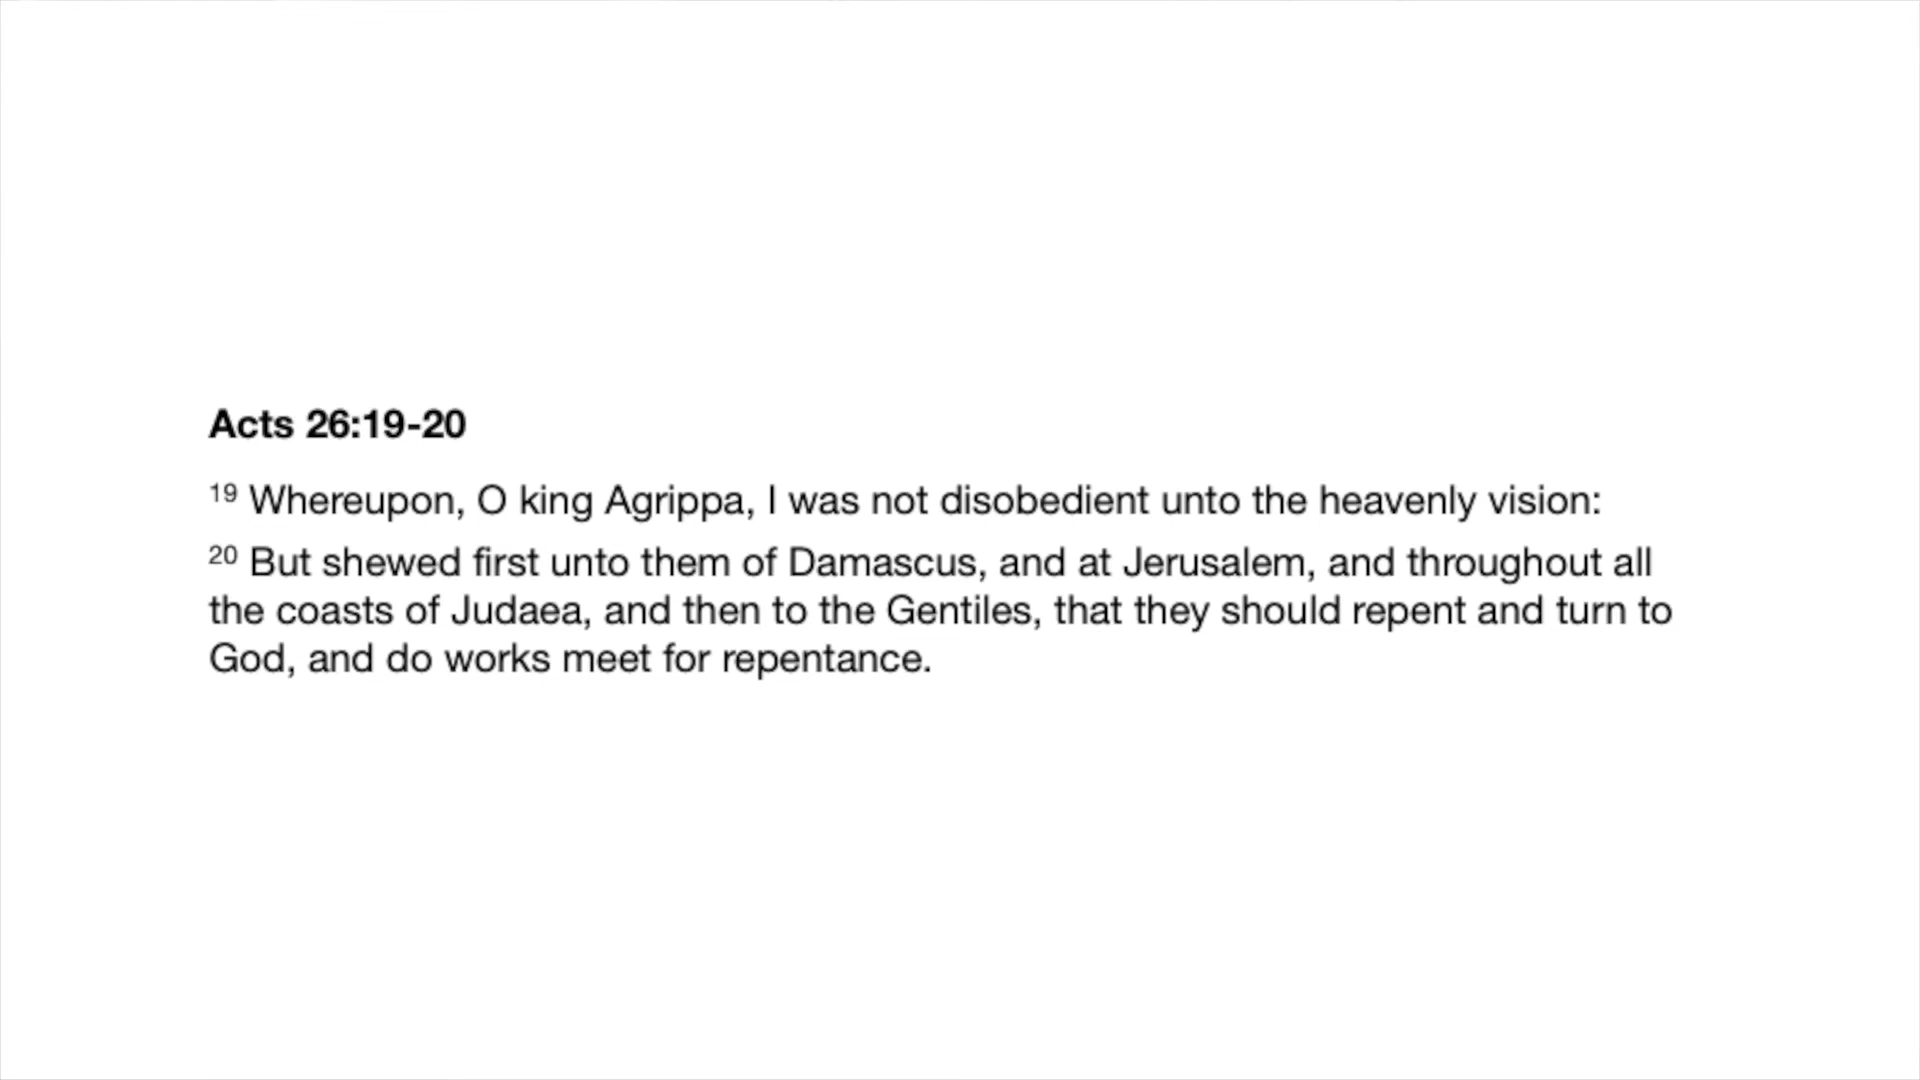 Acts 26:19-20
19 Whereupon, O king Agrippa, I was not disobedient unto the heavenly vision:
20 But shewed first unto them of Damascus, and at Jerusalem, and throughout all
the coasts of Judaea, and then to the Gentiles, that they should repent and turn to
God, and do works meet for repentance.